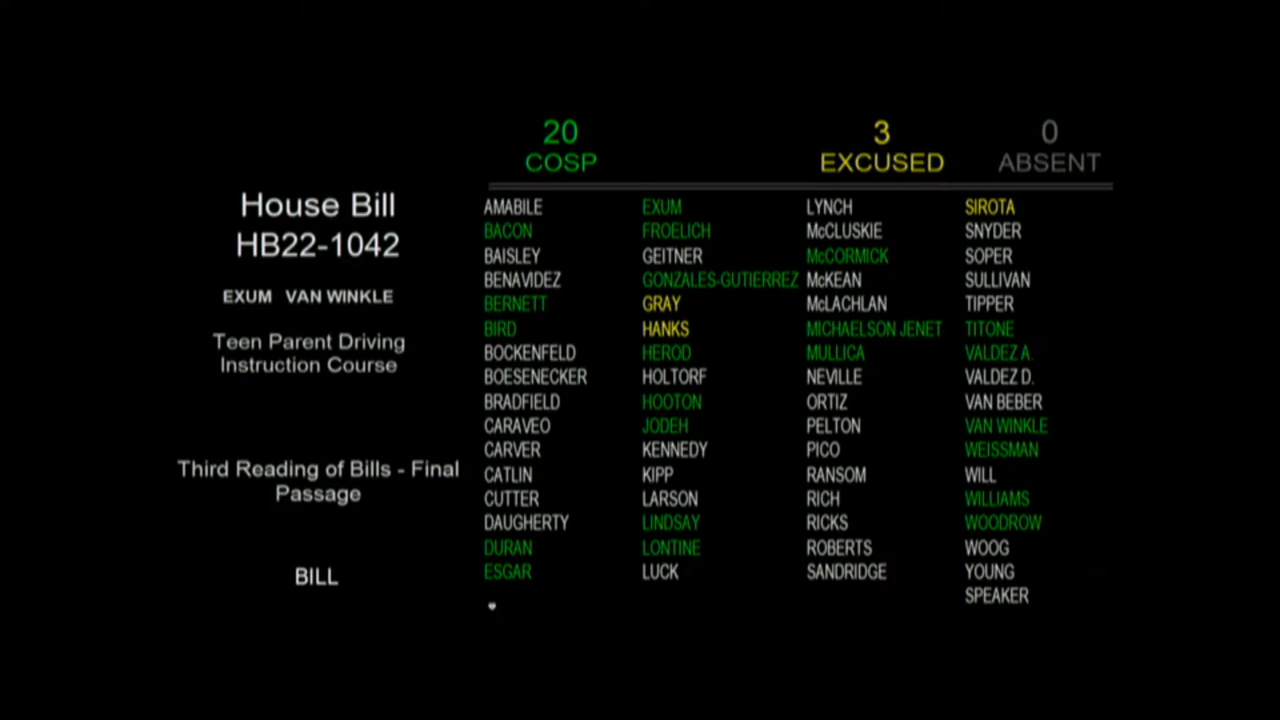 20
COSP
3
EXCUSED
0
ABSENT
House Bill
HB22-1042
EXUM VAN WINKLE
Teen Parent Driving
Instruction Course
Third Reading of Bills - Final
Passage
BILL
AMABILE
BACON
BAISLEY
BENAVIDEZ
BERNETT
BIRD
BOCKENFELD
BOESENECKER
BRADFIELD
CARAVEO
CARVER
CATLIN
CUTTER
DAUGHERTY
DURAN
ESGAR
EXUM
FROELICH
GEITNER
GONZALES-GUTIERREZ
GRAY
HANKS
HEROD
HOLTORF
HOOTON
JODEH
KENNEDY
KIPP
LARSON
LINDSAY
LONTINE
LUCK
LYNCH
McCLUSKIE
McCORMICK
McKEAN
McLACHLAN
MICHAELSON JENET
MULLICA
NEVILLE
ORTIZ
PELTON
PICO
RANSOM
RICH
RICKS
ROBERTS
SANDRIDGE
SIROTA
SNYDER
SOPER
SULLIVAN
TIPPER
TITONE
VALDEZ A.
VALDEZ D.
VAN BEBER
VAN WINKLE
WEISSMAN
WILL
WILLIAMS
WOODROW
WOOG
YOUNG
SPEAKER